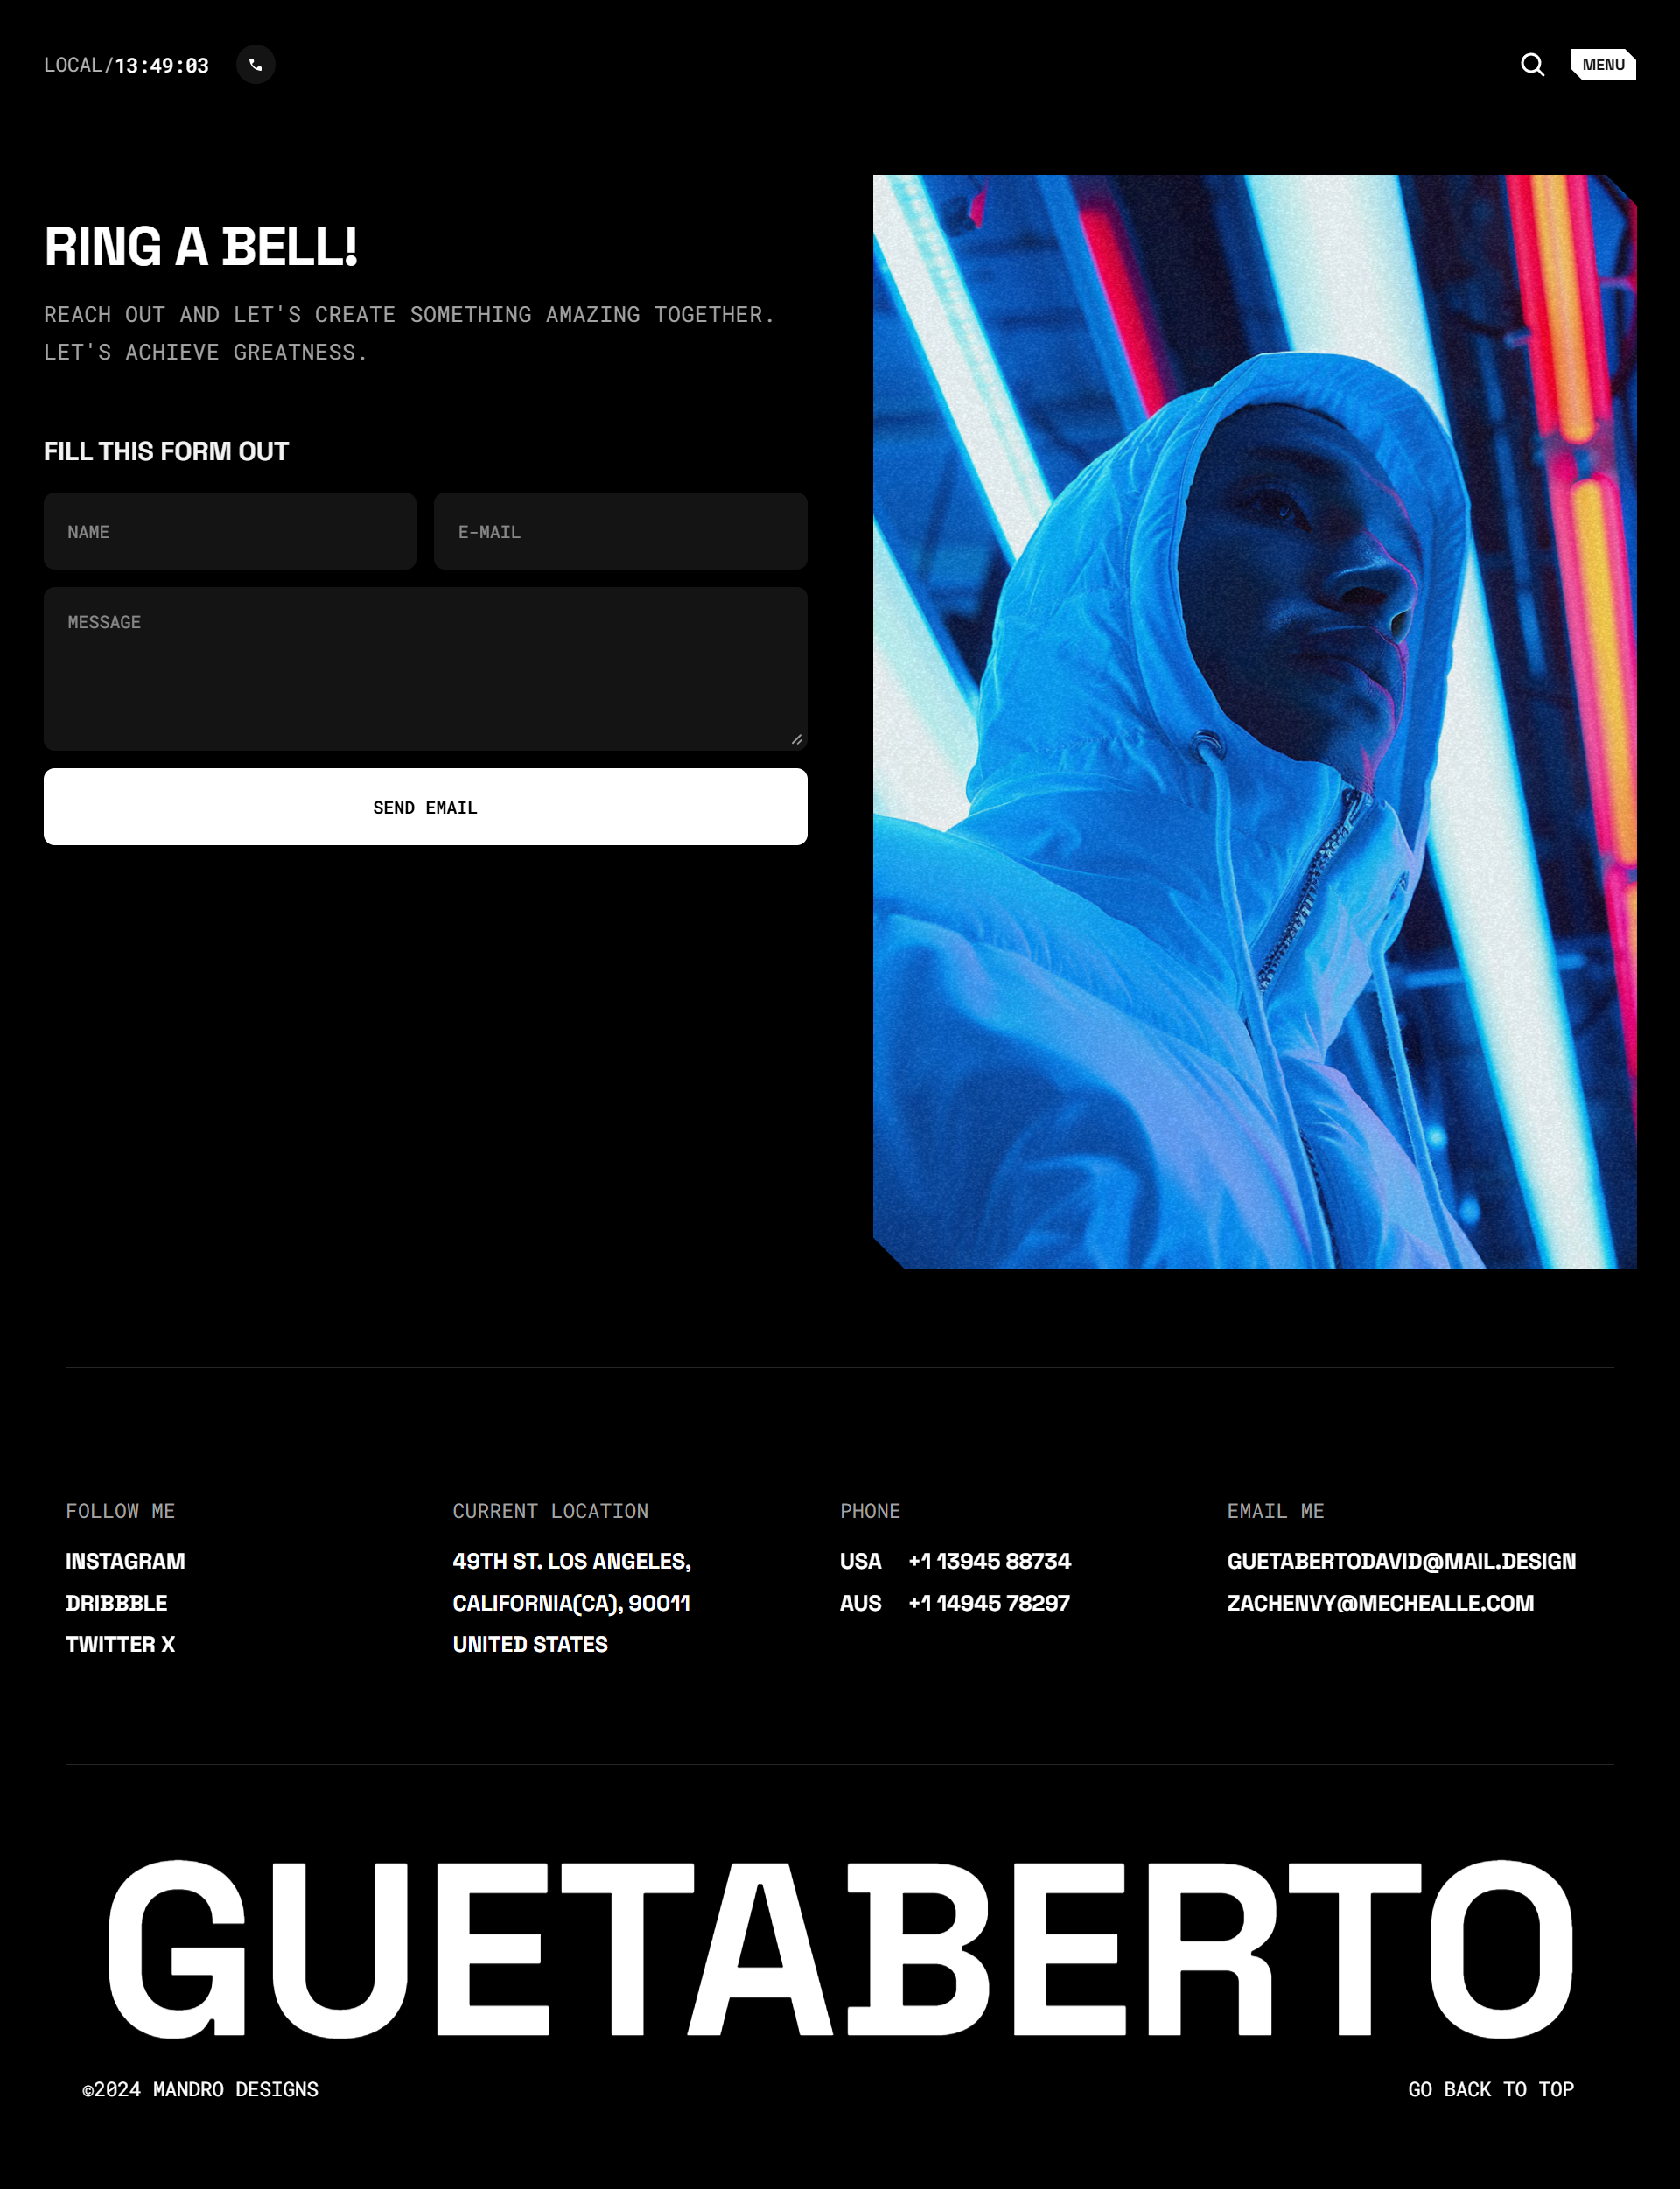 LOCAL/13:49:03
MENU
RING A BELL!
REACH OUT AND LET'S CREATE SOMETHING AMAZING TOGETHER.
LET'S ACHIEVE GREATNESS.
FILL THIS FORM OUT
NAME
E-MAIL
MESSAGE
SEND EMAIL
FOLLOW ME
INSTAGRAM
DRIBBBLE
TWITTER X
CURRENT LOCATION
49TH ST. LOS ANGELES,
CALIFORNIA(CA), 90011
UNITED STATES
PHONE
USA +1 13945 88734
AUS +1 14945 78297
EMAIL ME
GUETABERTODAVID@MAIL.DESIGN
ZACHENVY@MECHEALLE.COM
GUETABERTO
©2024 MANDRO DESIGNS
GO BACK TO TOP